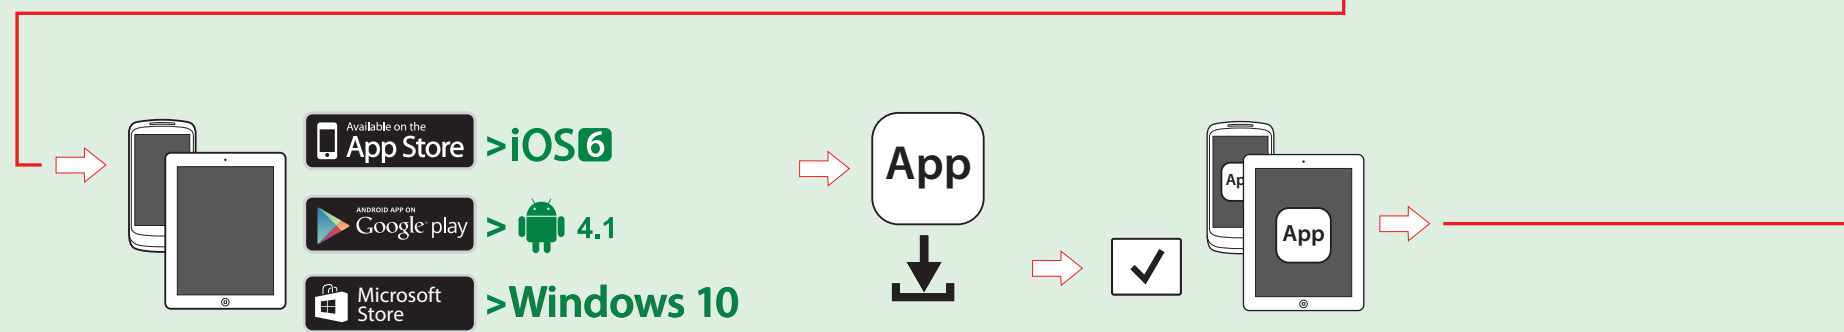 Available on the
App Store
>iOS6
ANDROID APP ON
Google play
> 4.1
Microsoft
Store
>Windows 10
App
Ap
App